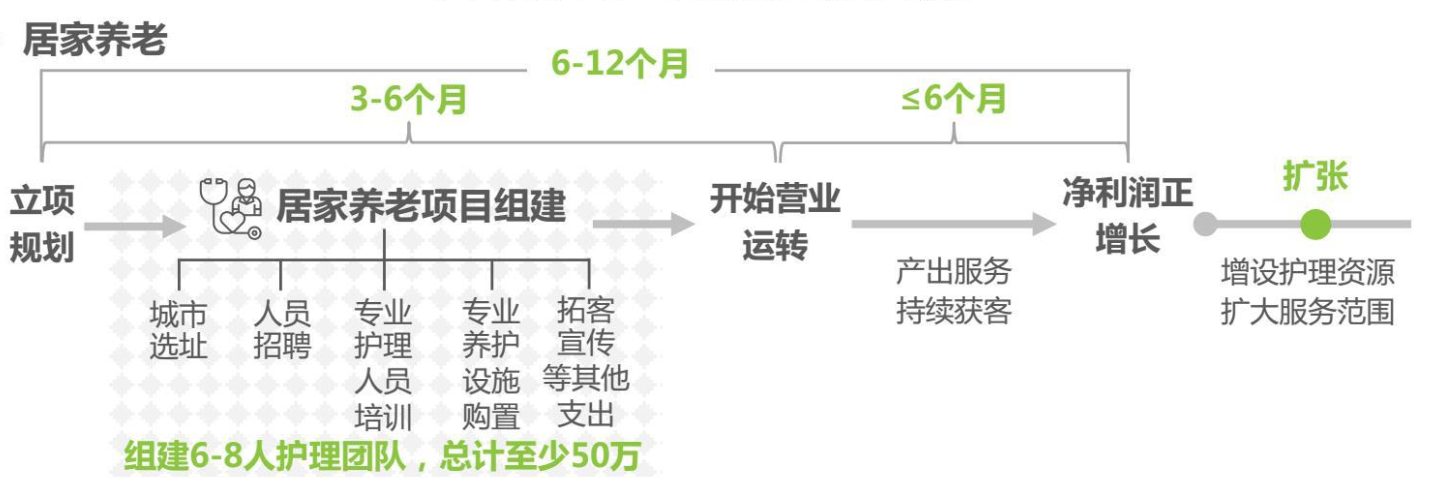 居家养老
6-12个月
3-6个月
≤6个月
立项
规划
居家养老项目组建
开始营业
运转
净利润正
增长
扩张
城市
选址
人员
招聘
专业
护理
人员
培训
专业
养护
设施
购置
拓客
宣传
等其他
支出
产出服务
持续获客
增设护理资源
扩大服务范围
组建6-8人护理团队，总计至少50万